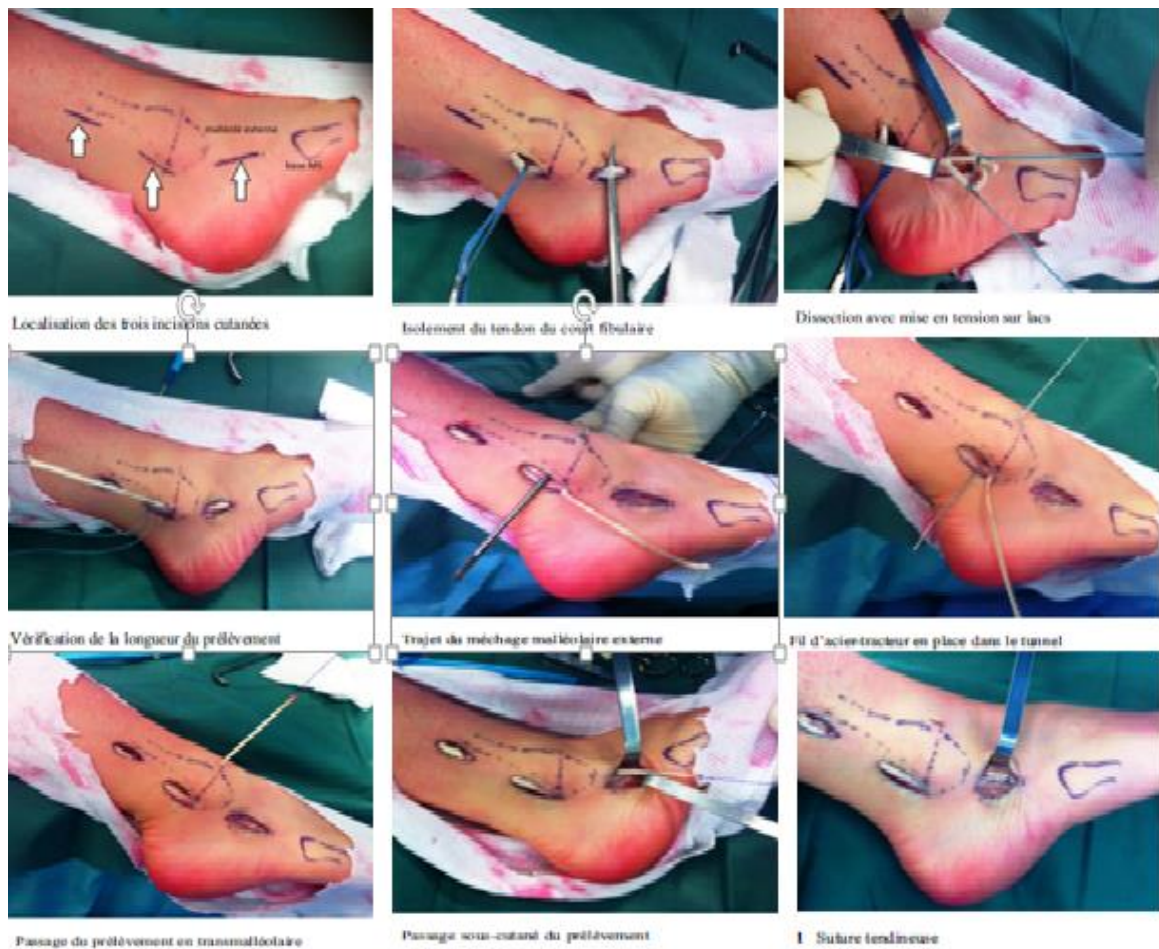 malléole externe
base M5
Localisation des trois incisions cutanées
Isolement du tendon du court fibulaire
Dissection avec mise en tension sur lacs
Vérification de la longueur du prélèvement
Trajet du méchage malléolaire externe
Fil d'acier tracteur en place dans le tunnel
Passage du prélèvement en transmalléolaire
Passage sous-cutané du prélèvement
1 Suture tendineuse